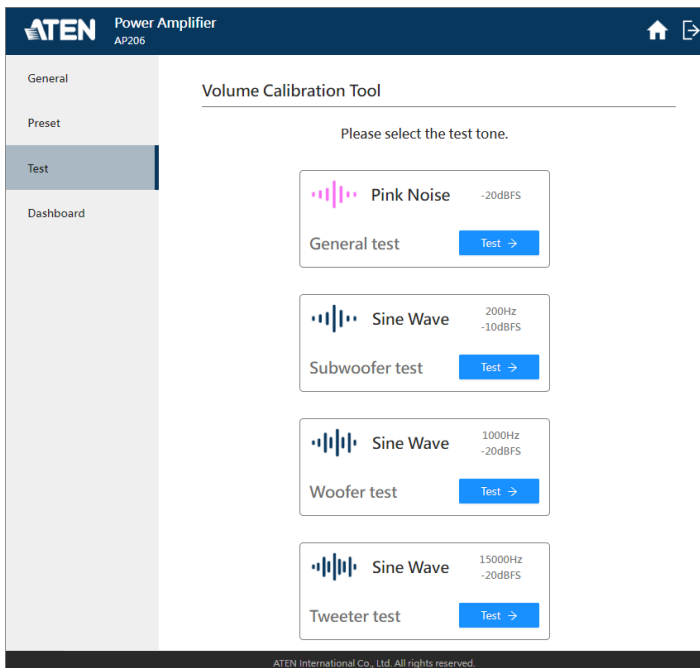 ATEN Power Amplifier
AP206
General
Preset
Test
Dashboard
Volume Calibration Tool
Please select the test tone.
Pink Noise -20dBFS
General test Test →
Sine Wave 200Hz -10dBFS
Subwoofer test Test →
Sine Wave 1000Hz -20dBFS
Woofer test Test →
Sine Wave 15000Hz -20dBFS
Tweeter test Test →
ATEN International Co., Ltd. All rights reserved.